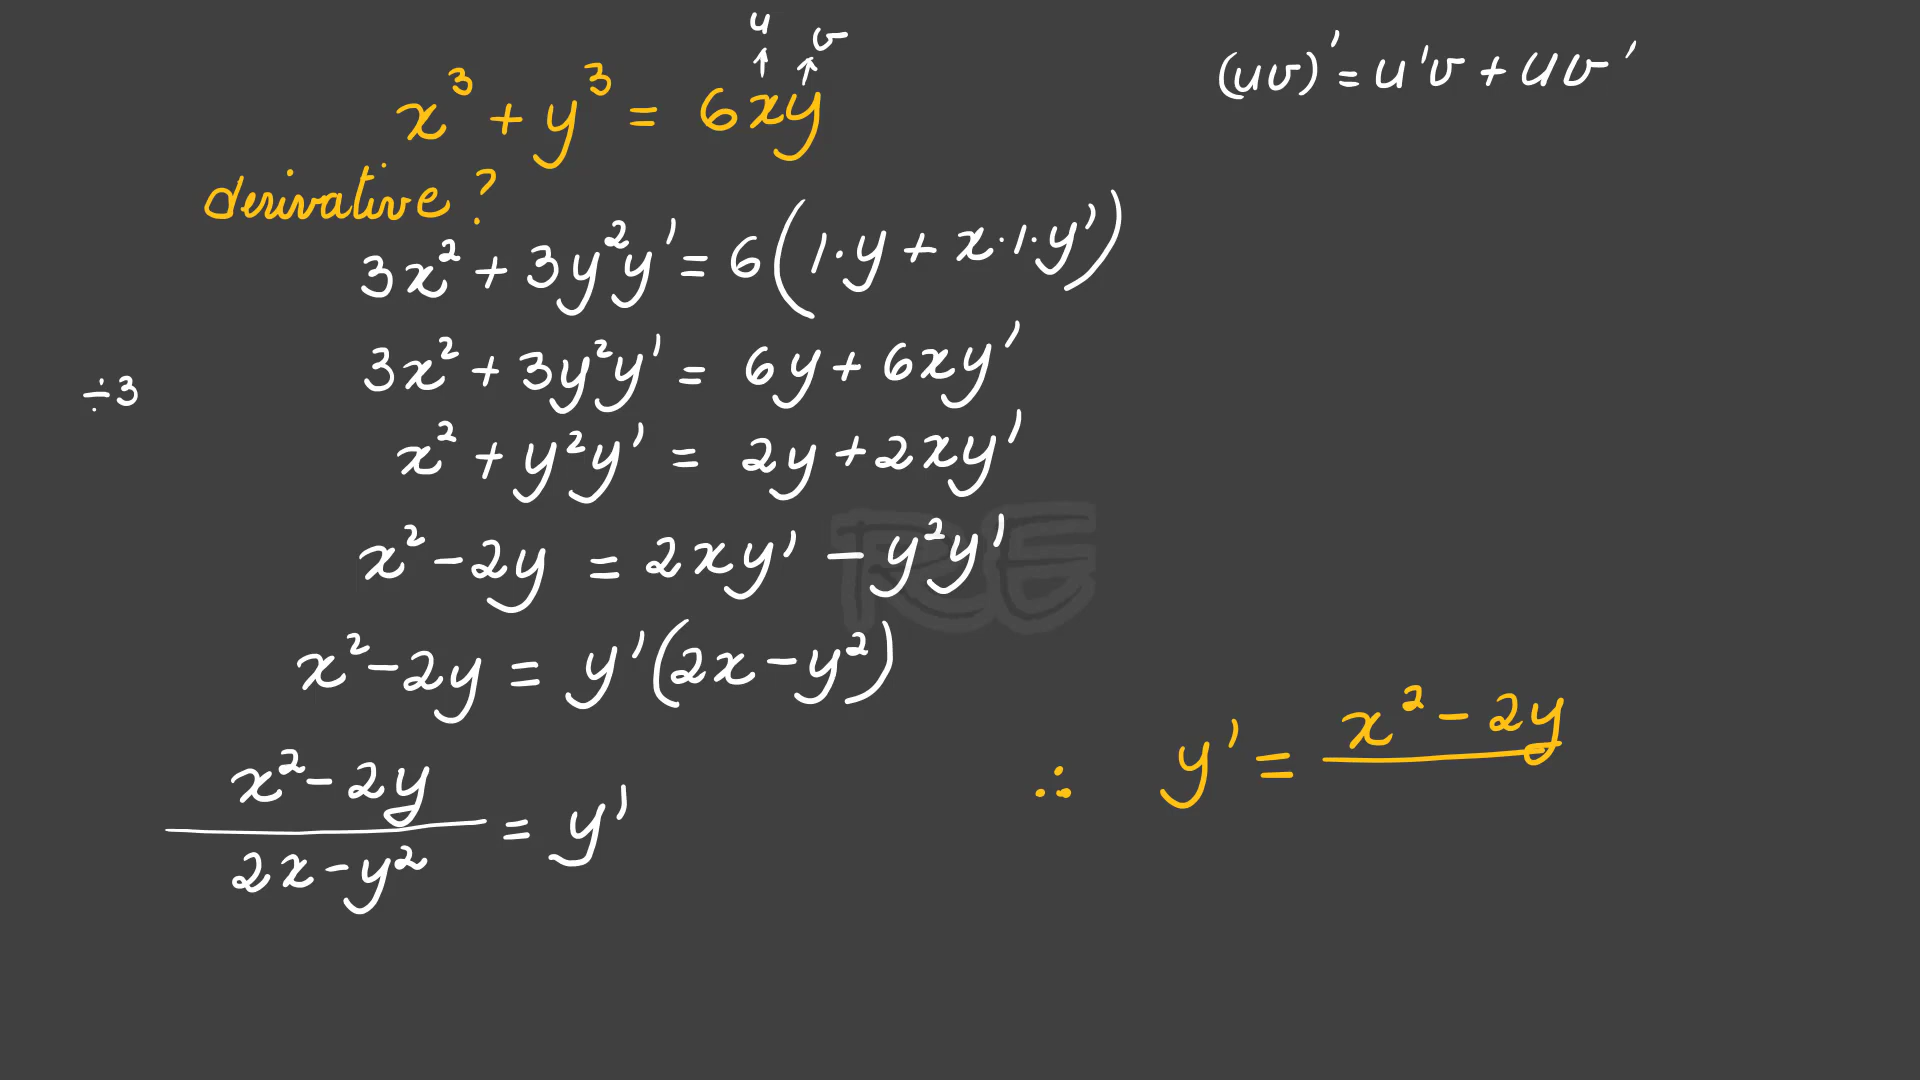 u v
x³ + y³ = 6xy
(uv)' = u'v + uv'
derivative?
3x² + 3y²y' = 6(1·y + x·1·y')
÷3
3x² + 3y²y' = 6y + 6xy'
x² + y²y' = 2y + 2xy'
x² - 2y = 2xy' - y²y'
x² - 2y = y'(2x - y²)
x² - 2y
2x - y²
= y'
∴ y' = x² - 2y
RE